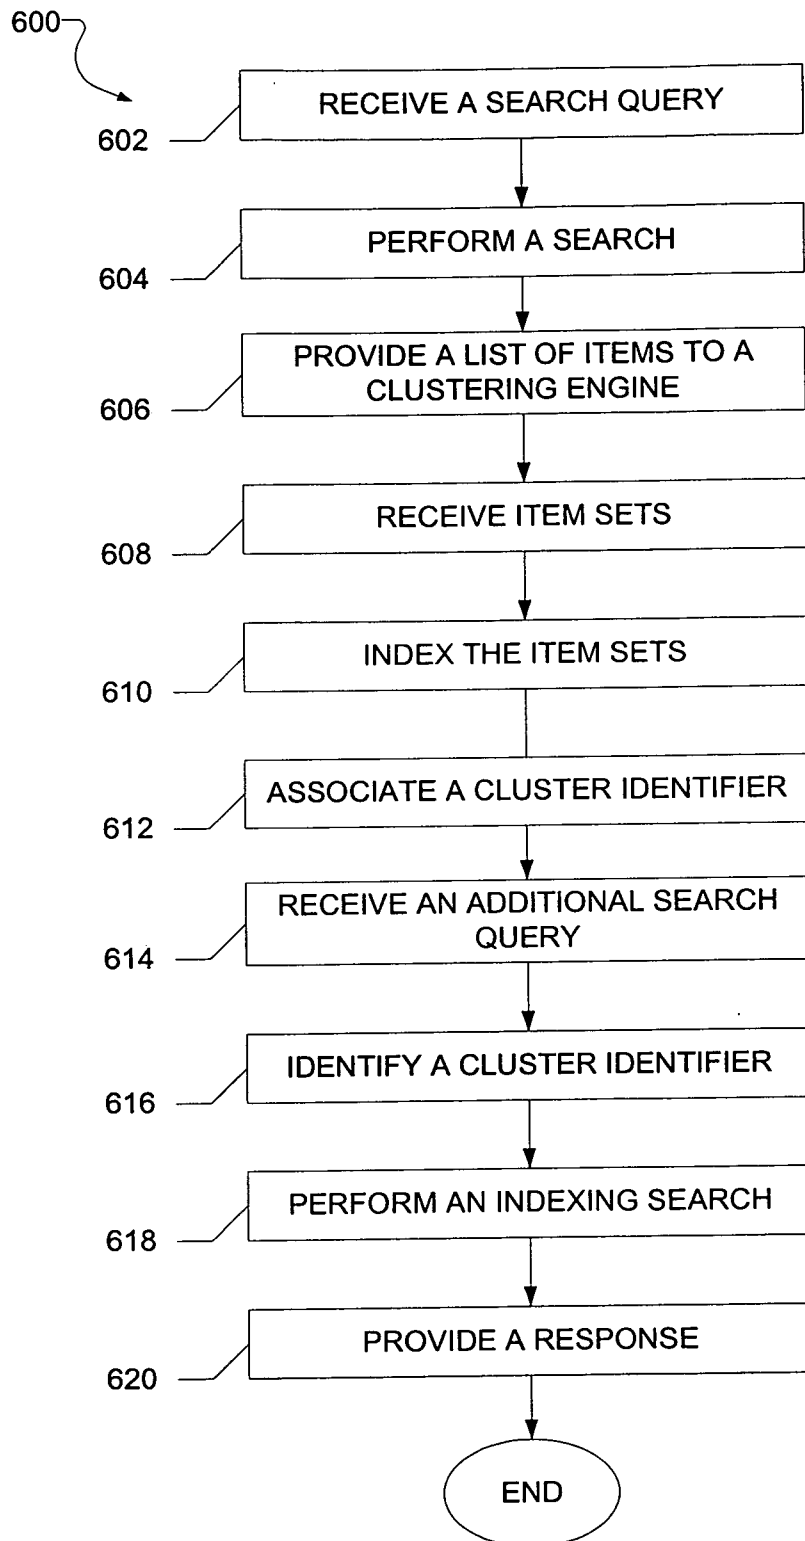 600
RECEIVE A SEARCH QUERY
602
PERFORM A SEARCH
604
PROVIDE A LIST OF ITEMS TO A
CLUSTERING ENGINE
606
RECEIVE ITEM SETS
608
INDEX THE ITEM SETS
610
ASSOCIATE A CLUSTER IDENTIFIER
612
RECEIVE AN ADDITIONAL SEARCH
QUERY
614
IDENTIFY A CLUSTER IDENTIFIER
616
PERFORM AN INDEXING SEARCH
618
PROVIDE A RESPONSE
620
END